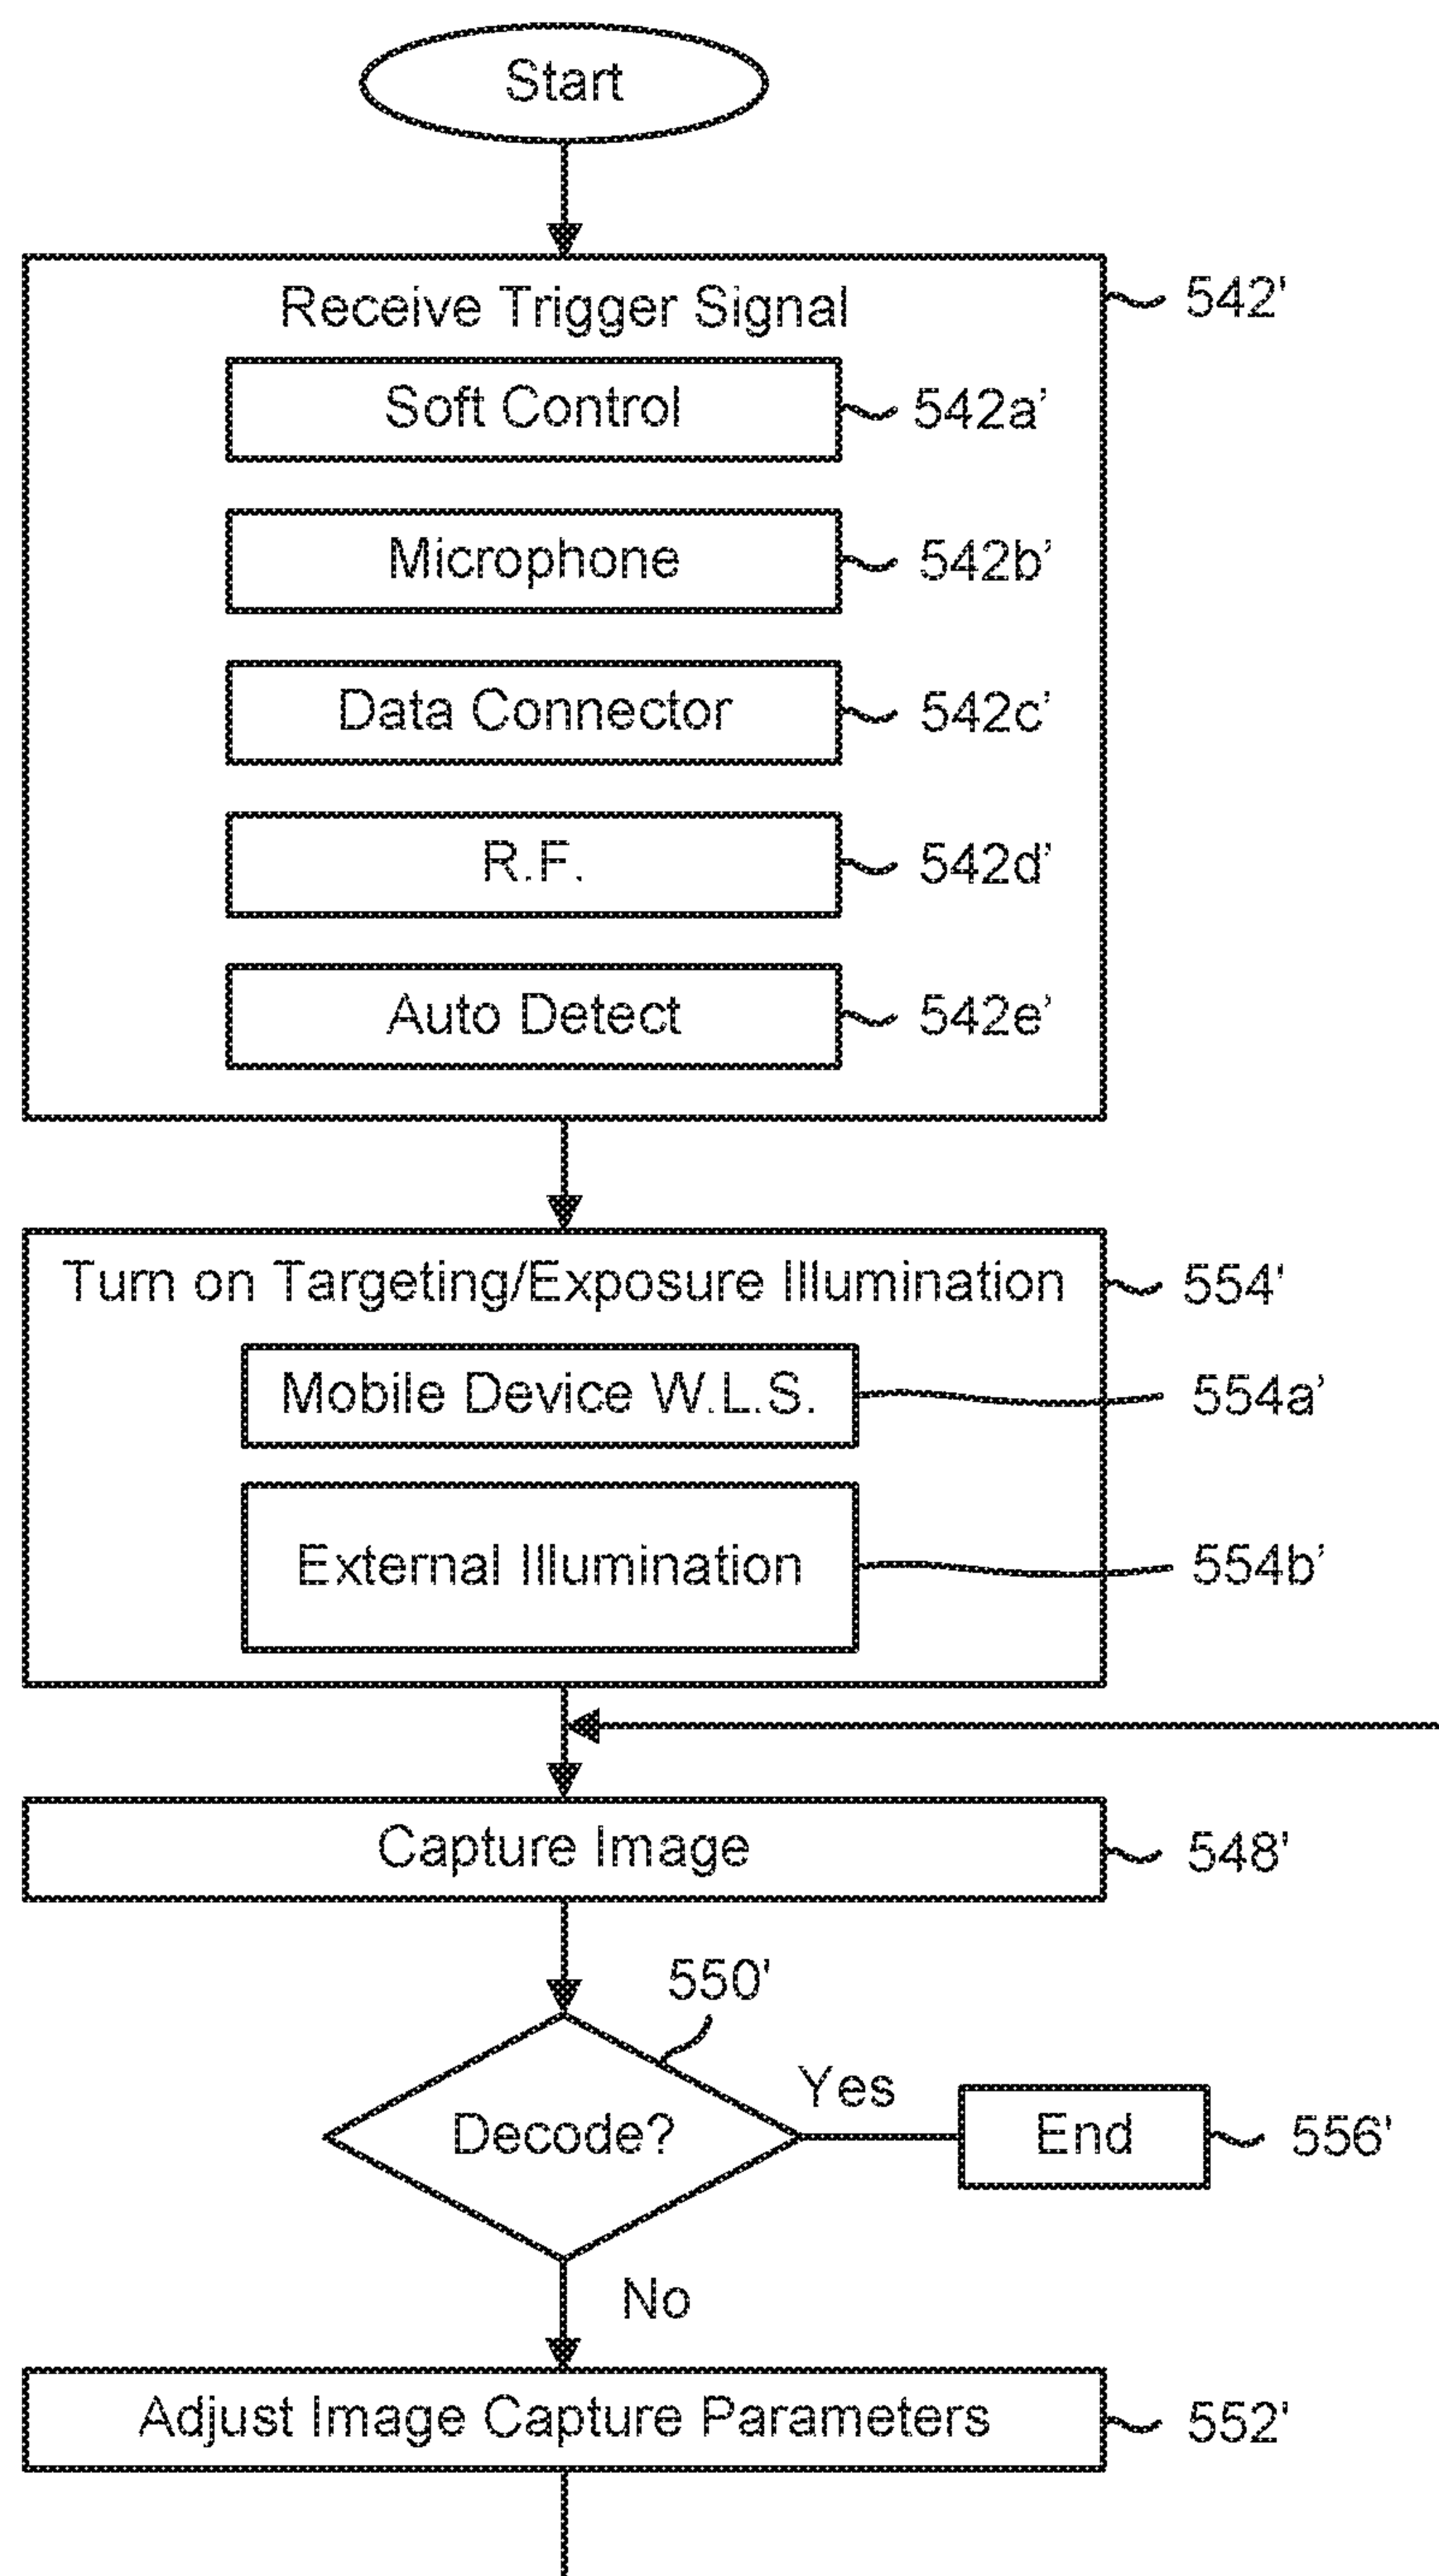 Start
Receive Trigger Signal
542'
Soft Control
542a’
Microphone
542b’
Data Connector
542c’
R.F.
542d’
Auto Detect
542e’
Turn on Targeting/Exposure Illumination
554'
Mobile Device W.L.S.
554a’
External Illumination
554b’
Capture Image
548'
550'
Decode?
Yes
End
556'
No
Adjust Image Capture Parameters
552'